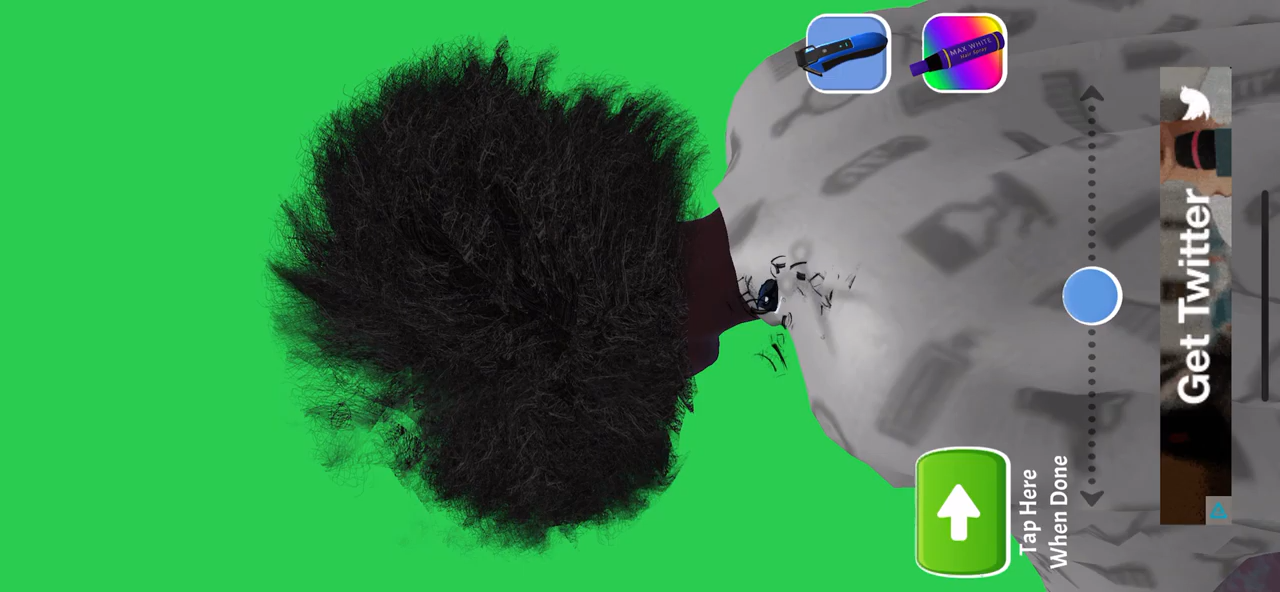 MAX WHITE
Hair Spray
Tap Here
When Done
Get Twitter